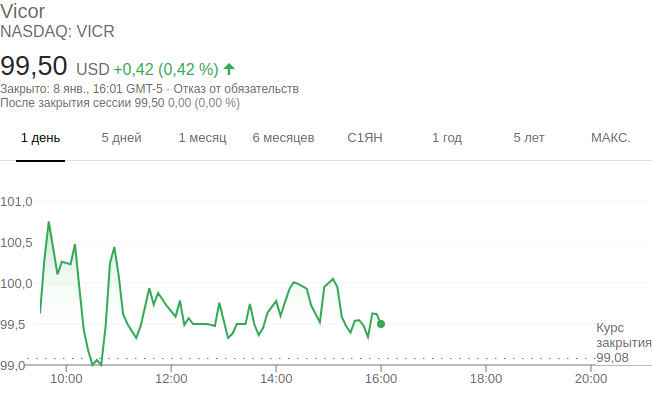 Vicor
NASDAQ: VICR
99,50 USD +0,42 (0,42 %)
Закрыто: 8 янв., 16:01 GMT-5 · Отказ от обязательств
После закрытия сессии 99,50 0,00 (0,00 %)
1 день 5 дней 1 месяц 6 месяцев С1ЯН 1 год 5 лет МАКС.
101,0
100,5
100,0
99,5
Курс
закрытия
99,08
99,0
10:00 12:00 14:00 16:00 18:00 20:00